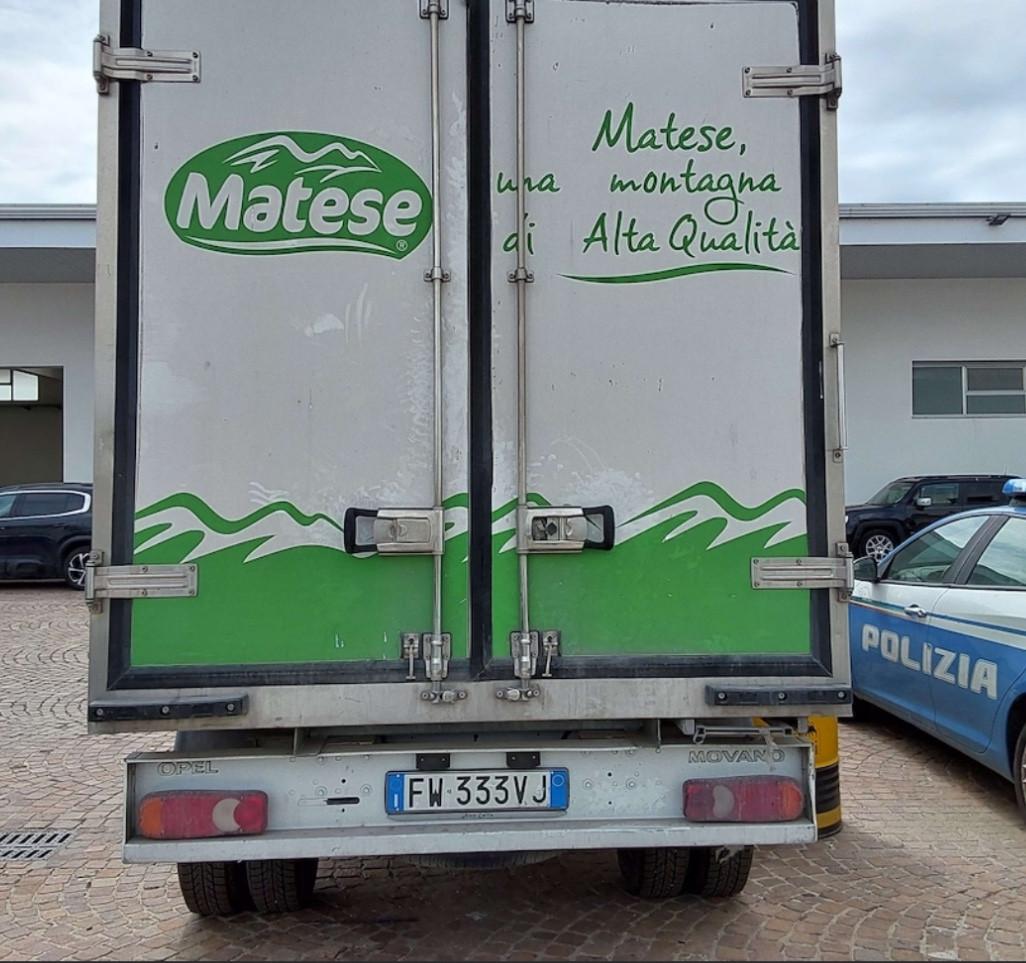 Matese
®
Matese,
una montagna
di Alta Qualità
POLIZIA
OPEL
MOVANO
I
FW 333VJ